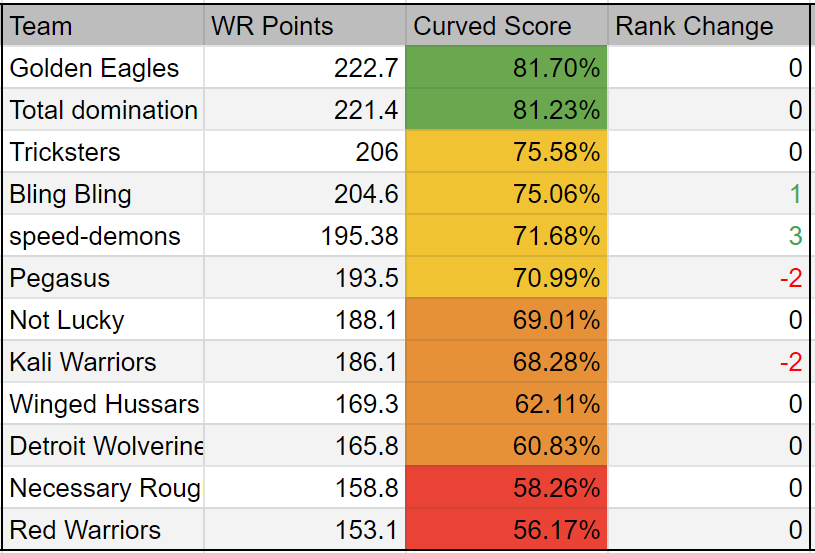 Team WR Points Curved Score Rank Change
Golden Eagles 222.7 81.70% 0
Total domination 221.4 81.23% 0
Tricksters 206 75.58% 0
Bling Bling 204.6 75.06% 1
speed-demons 195.38 71.68% 3
Pegasus 193.5 70.99% -2
Not Lucky 188.1 69.01% 0
Kali Warriors 186.1 68.28% -2
Winged Hussars 169.3 62.11% 0
Detroit Wolverine 165.8 60.83% 0
Necessary Roug 158.8 58.26% 0
Red Warriors 153.1 56.17% 0